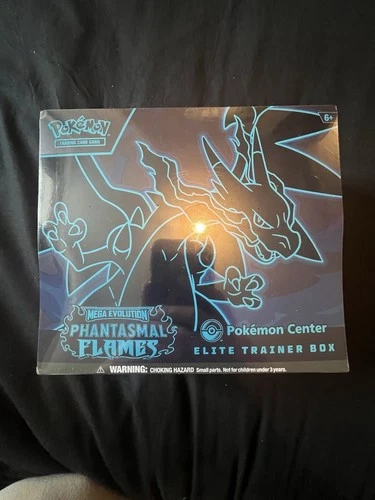 Pokémon
TRADING CARD GAME
6+
MEGA EVOLUTION
PHANTASMAL
FLAMES
Pokémon Center
ELITE TRAINER BOX
WARNING: CHOKING HAZARD Small parts. Not for children under 3 years.